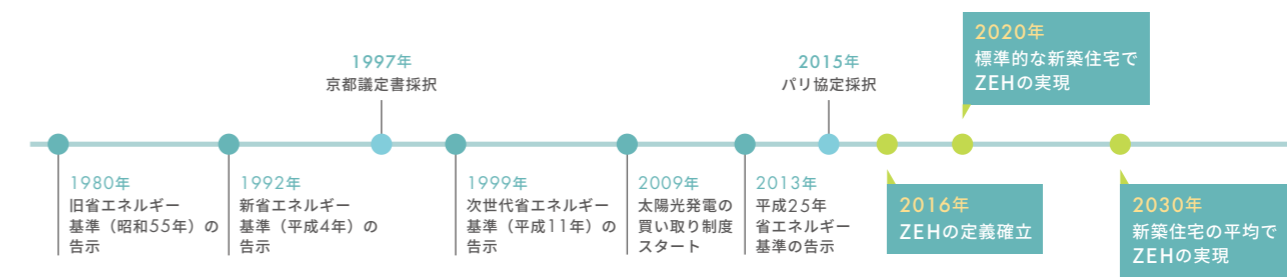 1980年
旧省エネルギー
基準（昭和55年）の
告示
1992年
新省エネルギー
基準（平成4年）の
告示
1997年
京都議定書採択
1999年
次世代省エネルギー
基準（平成11年）の
告示
2009年
太陽光発電の
買い取り制度
スタート
2013年
平成25年
省エネルギー
基準の告示
2015年
パリ協定採択
2016年
ZEHの定義確立
2020年
標準的な新築住宅で
ZEHの実現
2030年
新築住宅の平均で
ZEHの実現